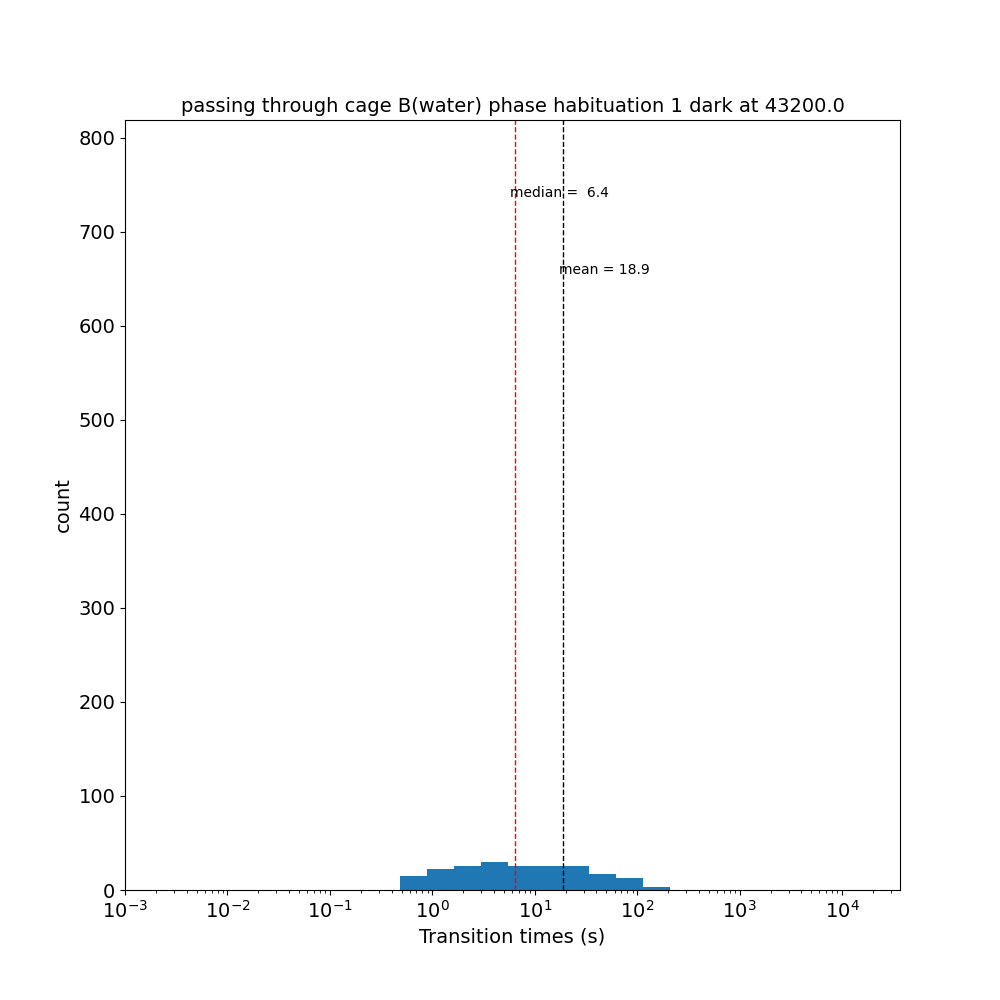 passing through cage B(water) phase habituation 1 dark at 43200.0
800
700
600
500
400
300
200
100
0
count
median =  6.4
mean = 18.9
10⁻³ 10⁻² 10⁻¹ 10⁰ 10¹ 10² 10³ 10⁴
Transition times (s)